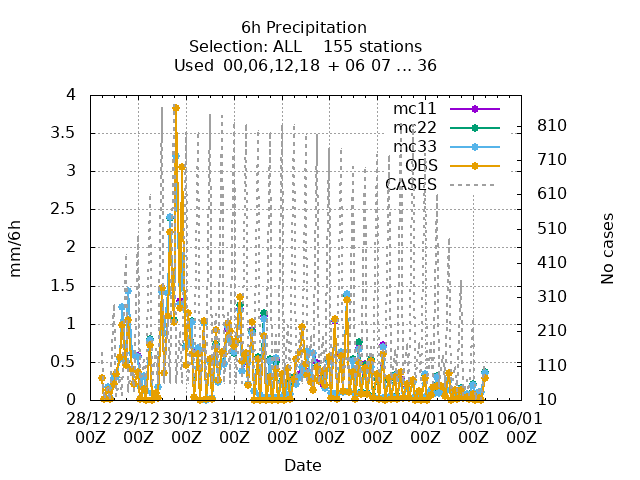 6h Precipitation
Selection: ALL    155 stations
Used  00,06,12,18 + 06 07 ... 36
mc11
mc22
mc33
OBS
CASES
4
3.5
3
2.5
2
1.5
1
0.5
0
mm/6h
810
710
610
510
410
310
210
110
10
No cases
28/12 29/12 30/12 31/12 01/01 02/01 03/01 04/01 05/01 06/01
00Z 00Z 00Z 00Z 00Z 00Z 00Z 00Z 00Z 00Z
Date